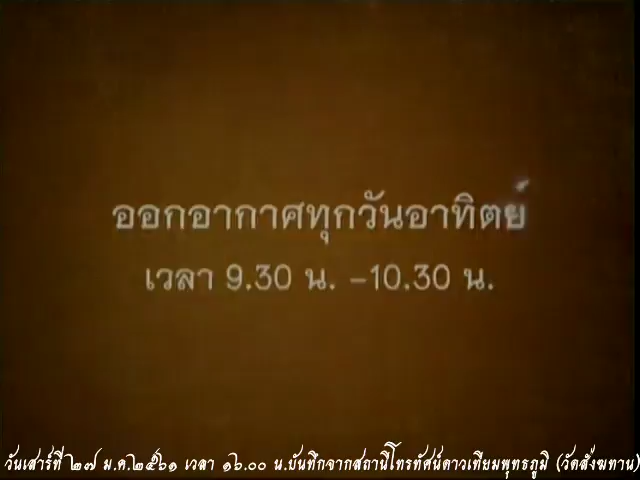 ออกอากาศทุกวันอาทิตย์
เวลา 9.30 น. -10.30 น.
วันเสาร์ที่ ๒๗ ม.ค.๒๕๖๑ เวลา ๑๖.๐๐ น.บันทึกจากสถานีโทรทัศน์ดาวเทียมพุทธภูมิ (วัดสังฆทาน)